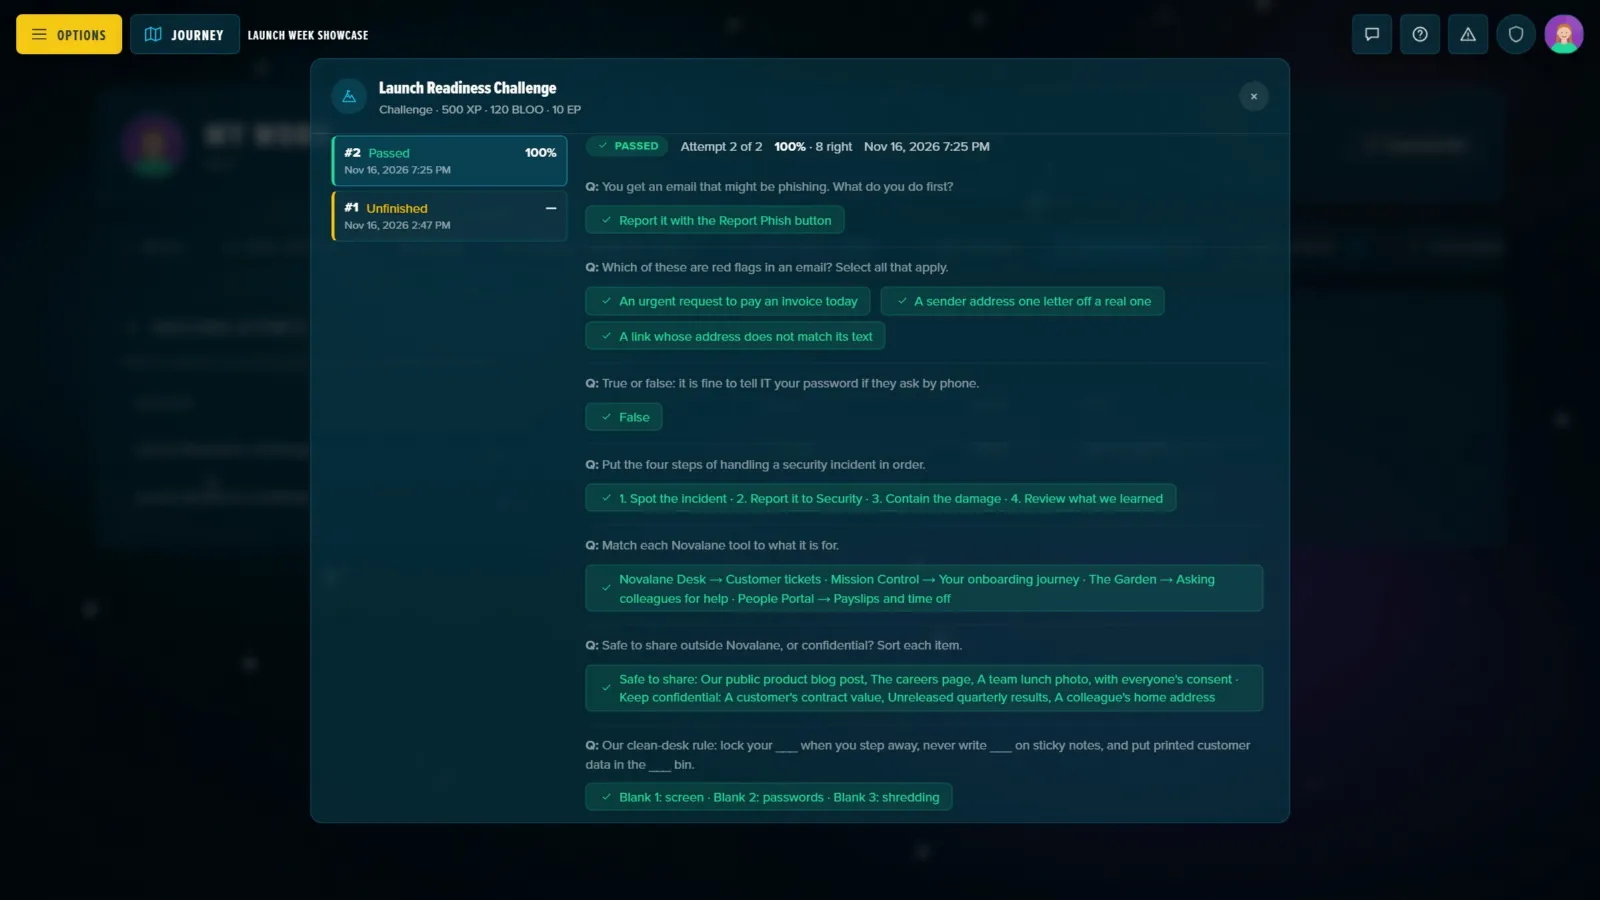 OPTIONS
JOURNEY
LAUNCH WEEK SHOWCASE
Launch Readiness Challenge
Challenge · 500 XP · 120 BLOO · 10 EP
#2 Passed 100%
Nov 16, 2026 7:25 PM
#1 Unfinished —
Nov 16, 2026 2:47 PM
PASSED Attempt 2 of 2 100% · 8 right Nov 16, 2026 7:25 PM
Q: You get an email that might be phishing. What do you do first?
Report it with the Report Phish button
Q: Which of these are red flags in an email? Select all that apply.
An urgent request to pay an invoice today
A sender address one letter off a real one
A link whose address does not match its text
Q: True or false: it is fine to tell IT your password if they ask by phone.
False
Q: Put the four steps of handling a security incident in order.
1. Spot the incident · 2. Report it to Security · 3. Contain the damage · 4. Review what we learned
Q: Match each Novalane tool to what it is for.
Novalane Desk → Customer tickets · Mission Control → Your onboarding journey · The Garden → Asking
colleagues for help · People Portal → Payslips and time off
Q: Safe to share outside Novalane, or confidential? Sort each item.
Safe to share: Our public product blog post, The careers page, A team lunch photo, with everyone's consent ·
Keep confidential: A customer's contract value, Unreleased quarterly results, A colleague's home address
Q: Our clean-desk rule: lock your ___ when you step away, never write ___ on sticky notes, and put printed customer
data in the ___ bin.
Blank 1: screen · Blank 2: passwords · Blank 3: shredding